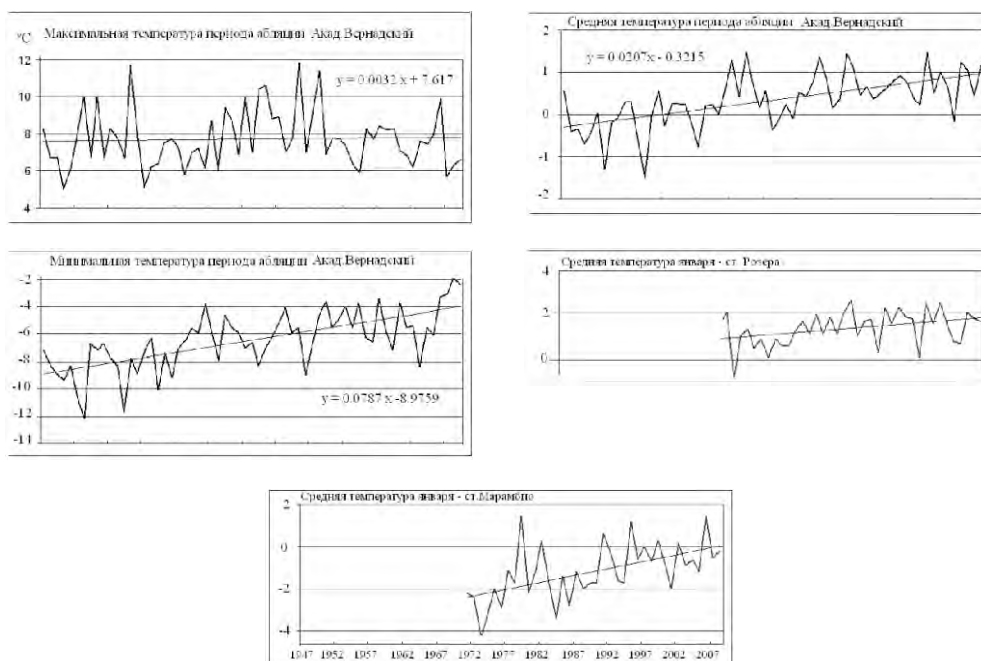 Максимальная температура периода абляции Акад.Вернадский
°C
12
10
8
6
4
y = 0.0032 x + 7.617
Средняя температура периода абляции Акад.Вернадский
2
1
0
-1
-2
y = 0.0207x - 0.3215
Минимальная температура периода абляции Акад.Вернадский
-2
-4
-6
-8
-10
-12
-14
y = 0.0787 x -8.9759
Средняя температура января - ст. Розера
4
2
0
Средняя температура января - ст.Марамбио
2
0
-2
-4
1947 1952 1957 1962 1967 1972 1977 1982 1987 1992 1997 2002 2007